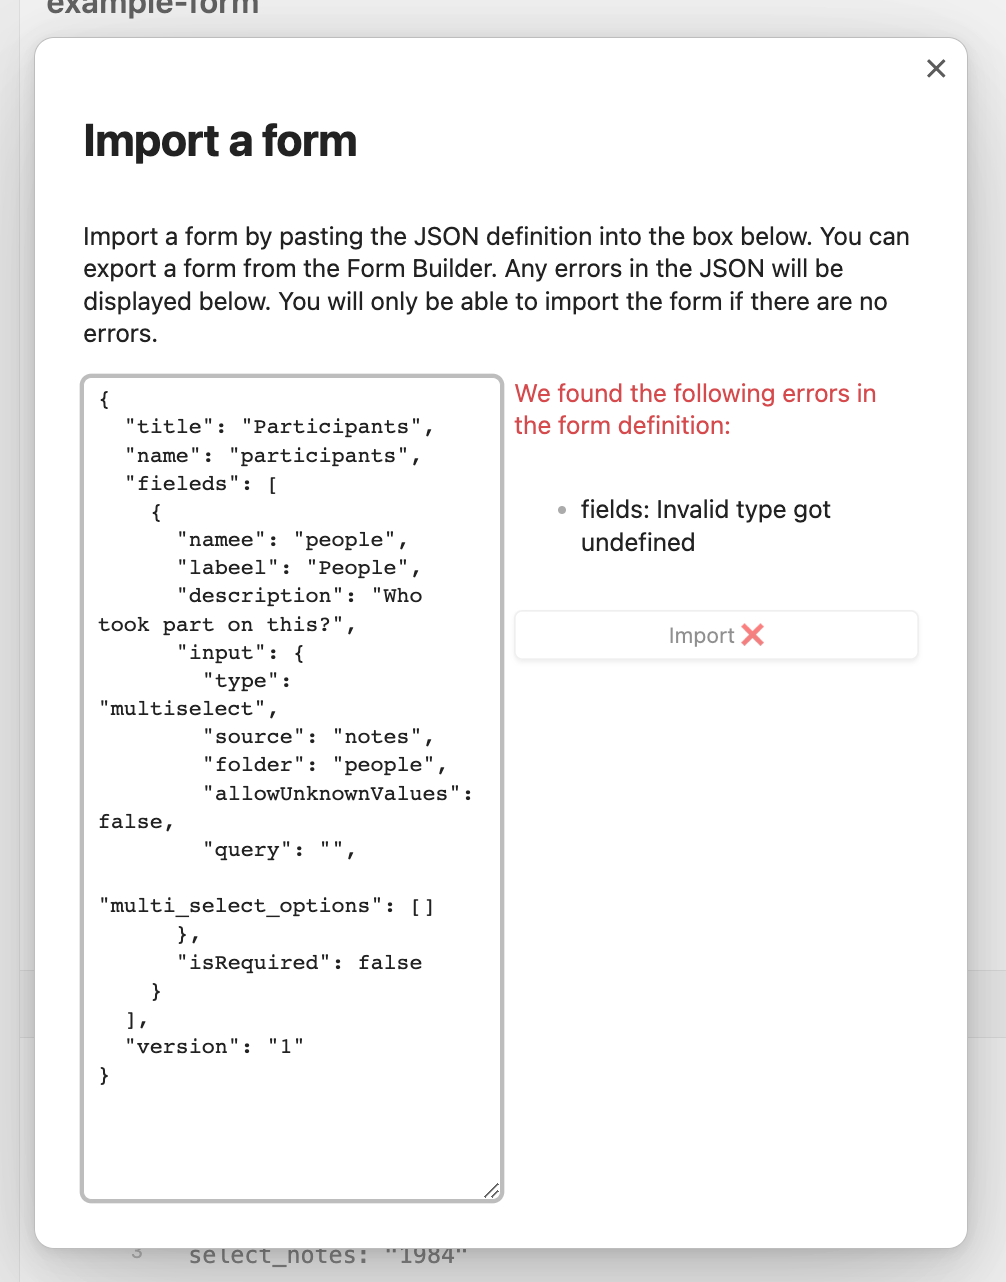 example-form
×
Import a form
Import a form by pasting the JSON definition into the box below. You can
export a form from the Form Builder. Any errors in the JSON will be
displayed below. You will only be able to import the form if there are no
errors.
{
  "title": "Participants",
  "name": "participants",
  "fieleds": [
    {
      "namee": "people",
      "labeel": "People",
      "description": "Who
took part on this?",
      "input": {
        "type":
"multiselect",
        "source": "notes",
        "folder": "people",
        "allowUnknownValues":
false,
        "query": "",
"multi_select_options": []
      },
      "isRequired": false
    }
  ],
  "version": "1"
}
We found the following errors in
the form definition:
• fields: Invalid type got
undefined
Import ❌
3 select_notes: "1984"